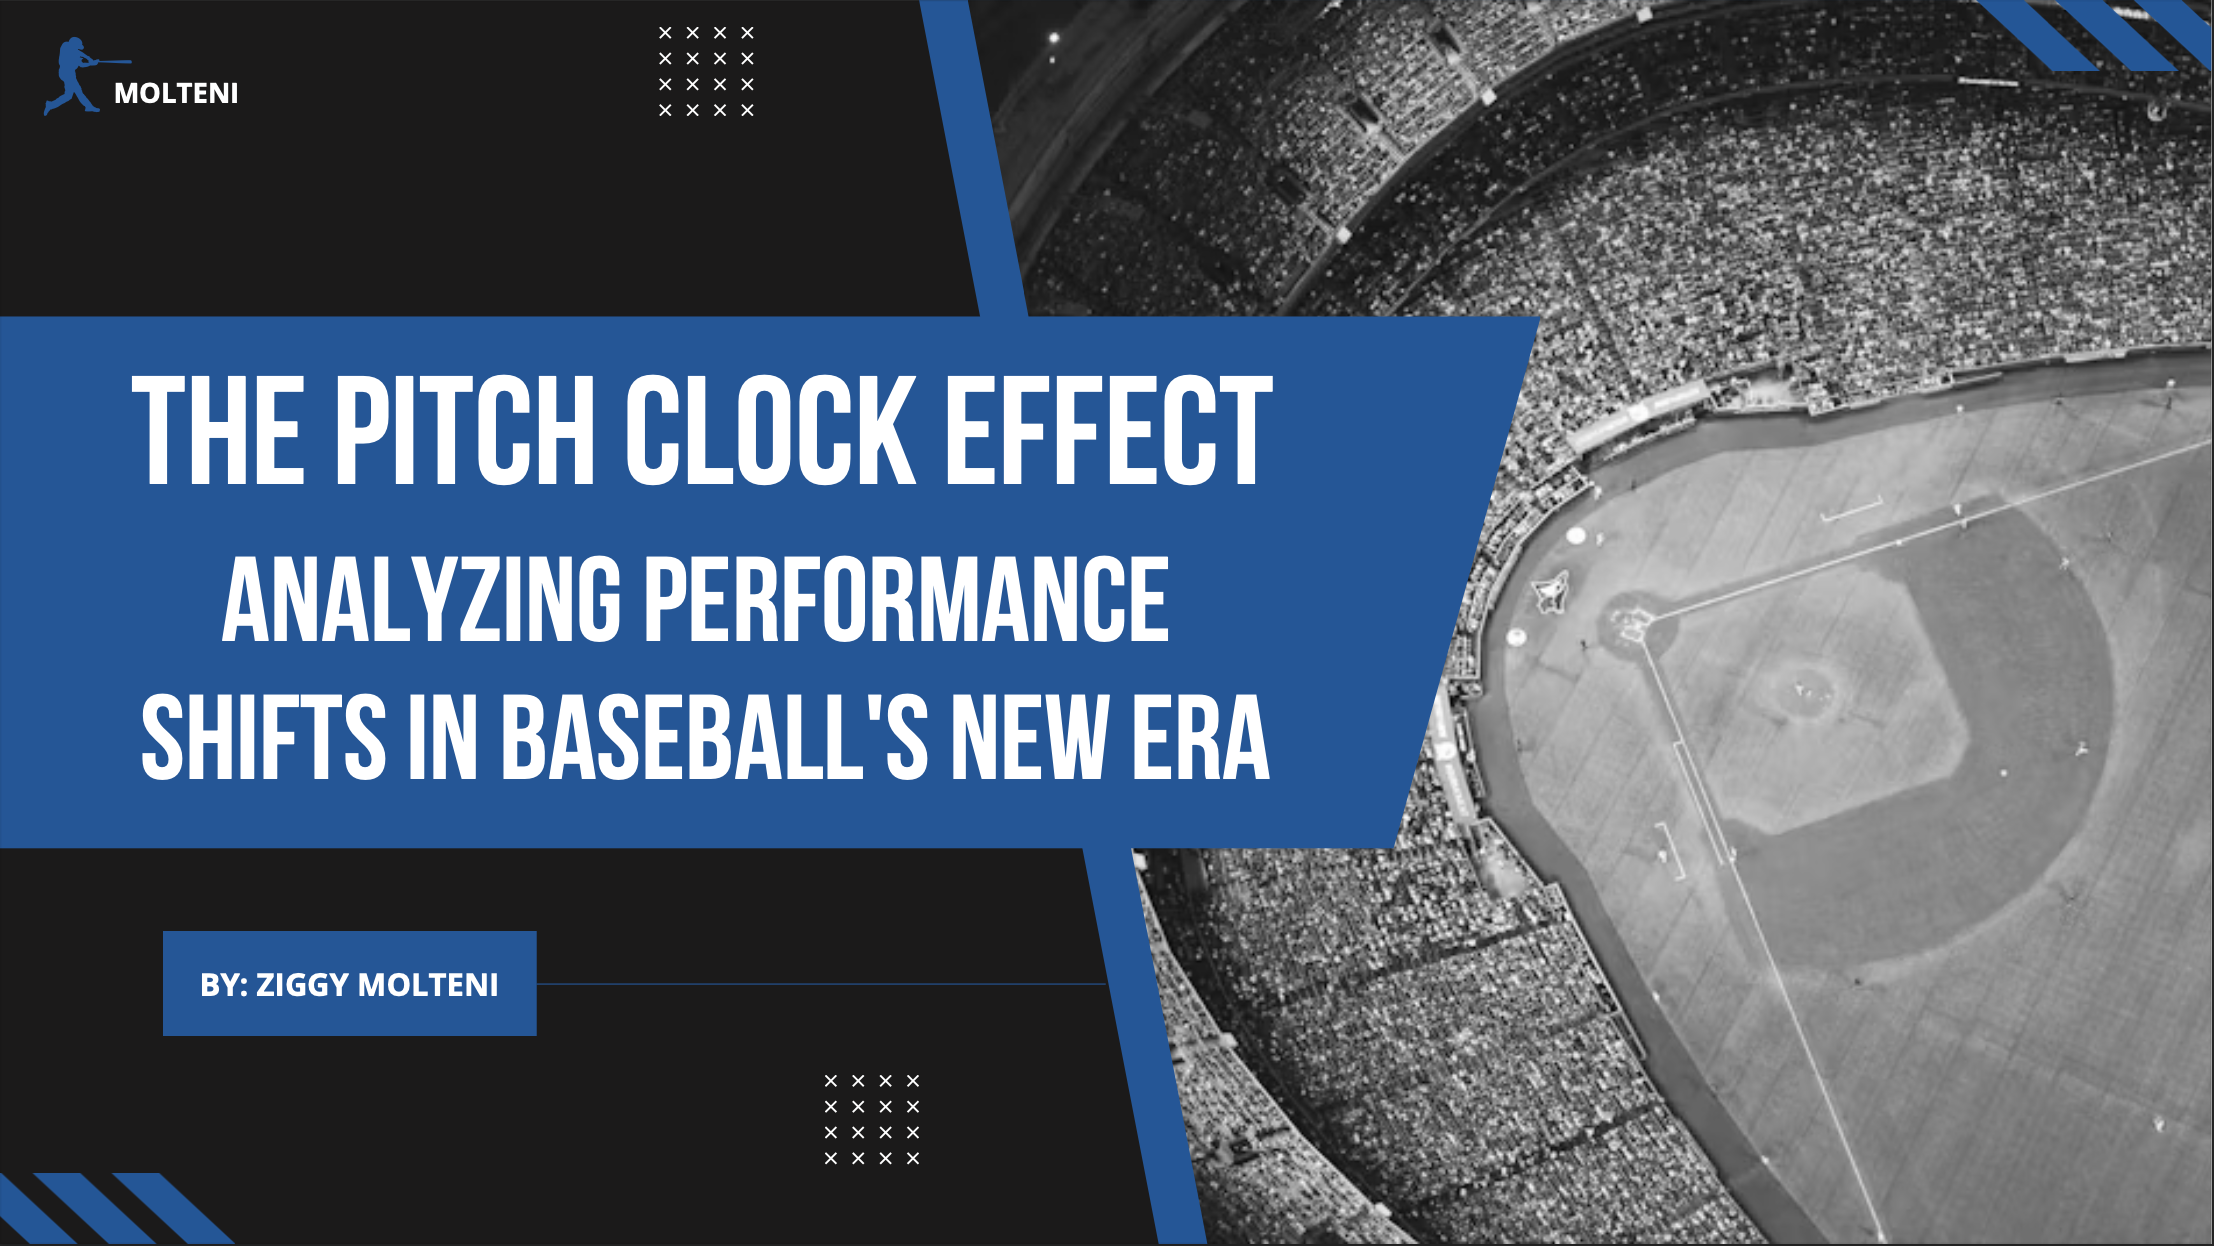 MOLTENI
THE PITCH CLOCK EFFECT
ANALYZING PERFORMANCE
SHIFTS IN BASEBALL'S NEW ERA
BY: ZIGGY MOLTENI